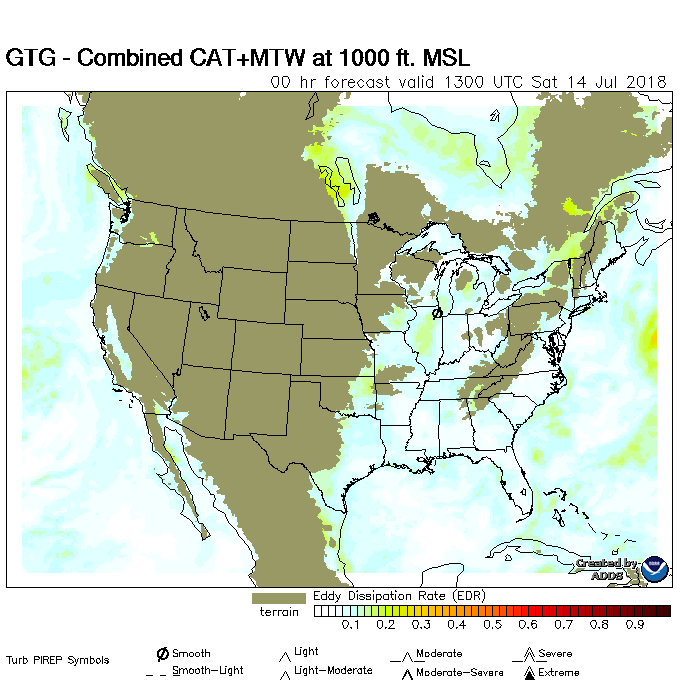 GTG - Combined CAT+MTW at 1000 ft. MSL
00 hr forecast valid 1300 UTC Sat 14 Jul 2018
Created by
ADDS
terrain
Eddy Dissipation Rate (EDR)
0.1 0.2 0.3 0.4 0.5 0.6 0.7 0.8 0.9
Turb PIREP Symbols
Smooth Light Moderate Severe
Smooth-Light Light-Moderate Moderate-Severe Extreme